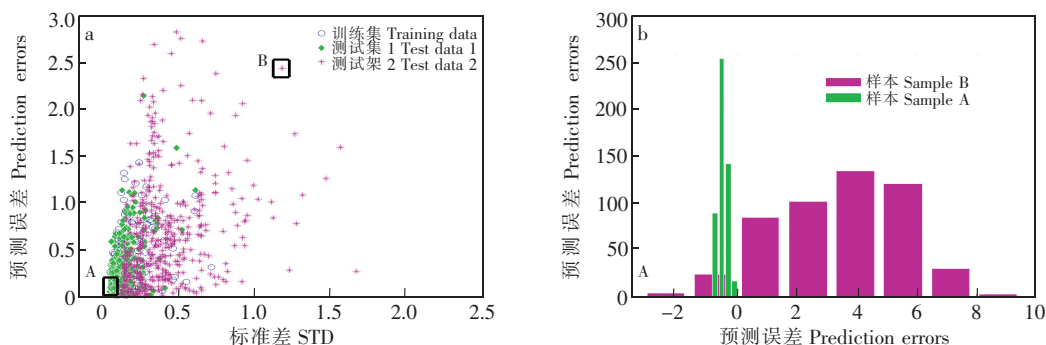 a
3.0
2.5
2.0
1.5
1.0
0.5
0
预测误差 Prediction errors
训练集 Training data
测试集 1 Test data 1
测试架 2 Test data 2
B
A
0 0.5 1.0 1.5 2.0 2.5
标准差 STD
b
300
250
200
150
100
50
0
预测误差 Prediction errors
样本 Sample B
样本 Sample A
A
−2 0 2 4 6 8 10
预测误差 Prediction errors